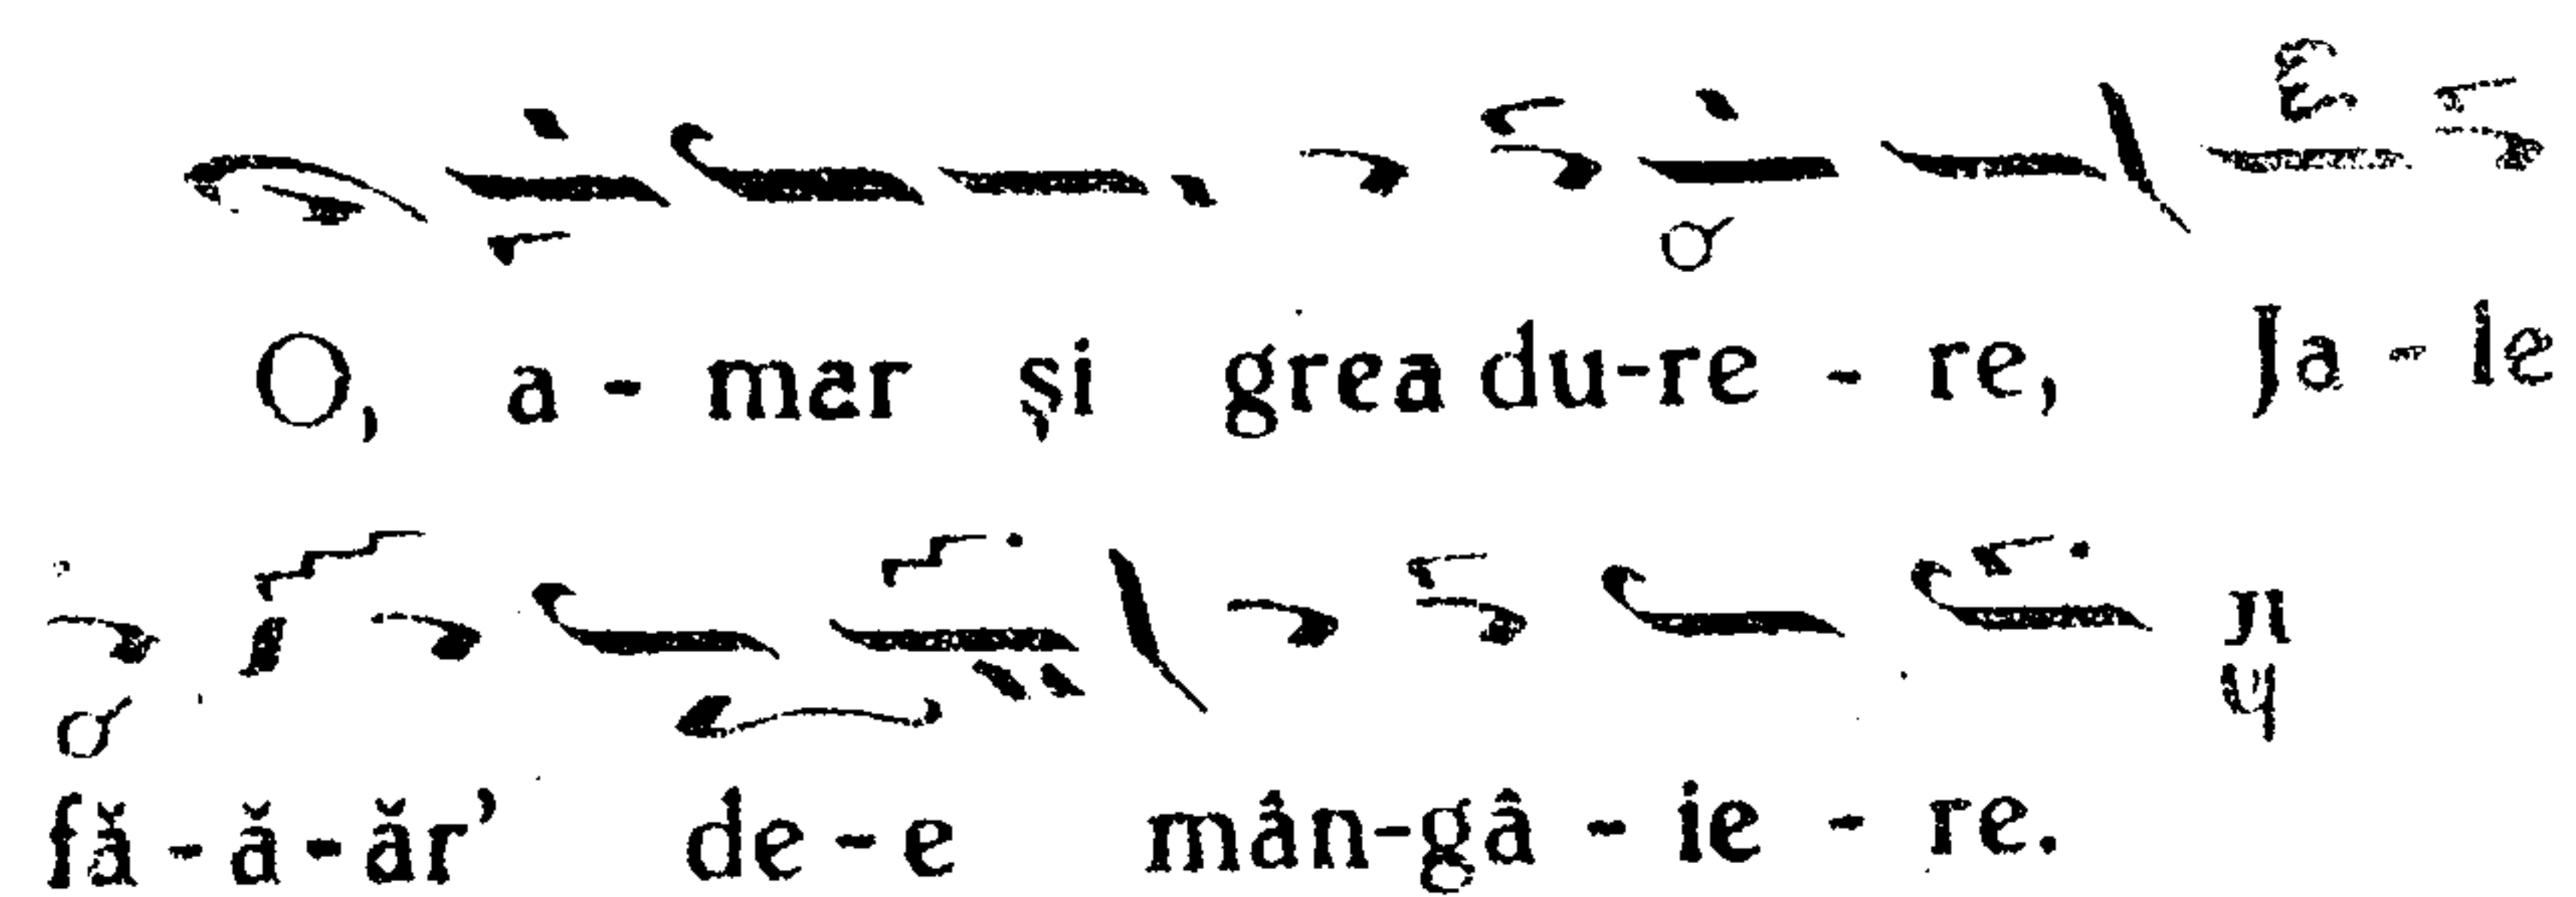 O, a - mar și grea du-re - re, Ja - le
fă - ă - ăr’ de - e mân-gâ - ie - re.